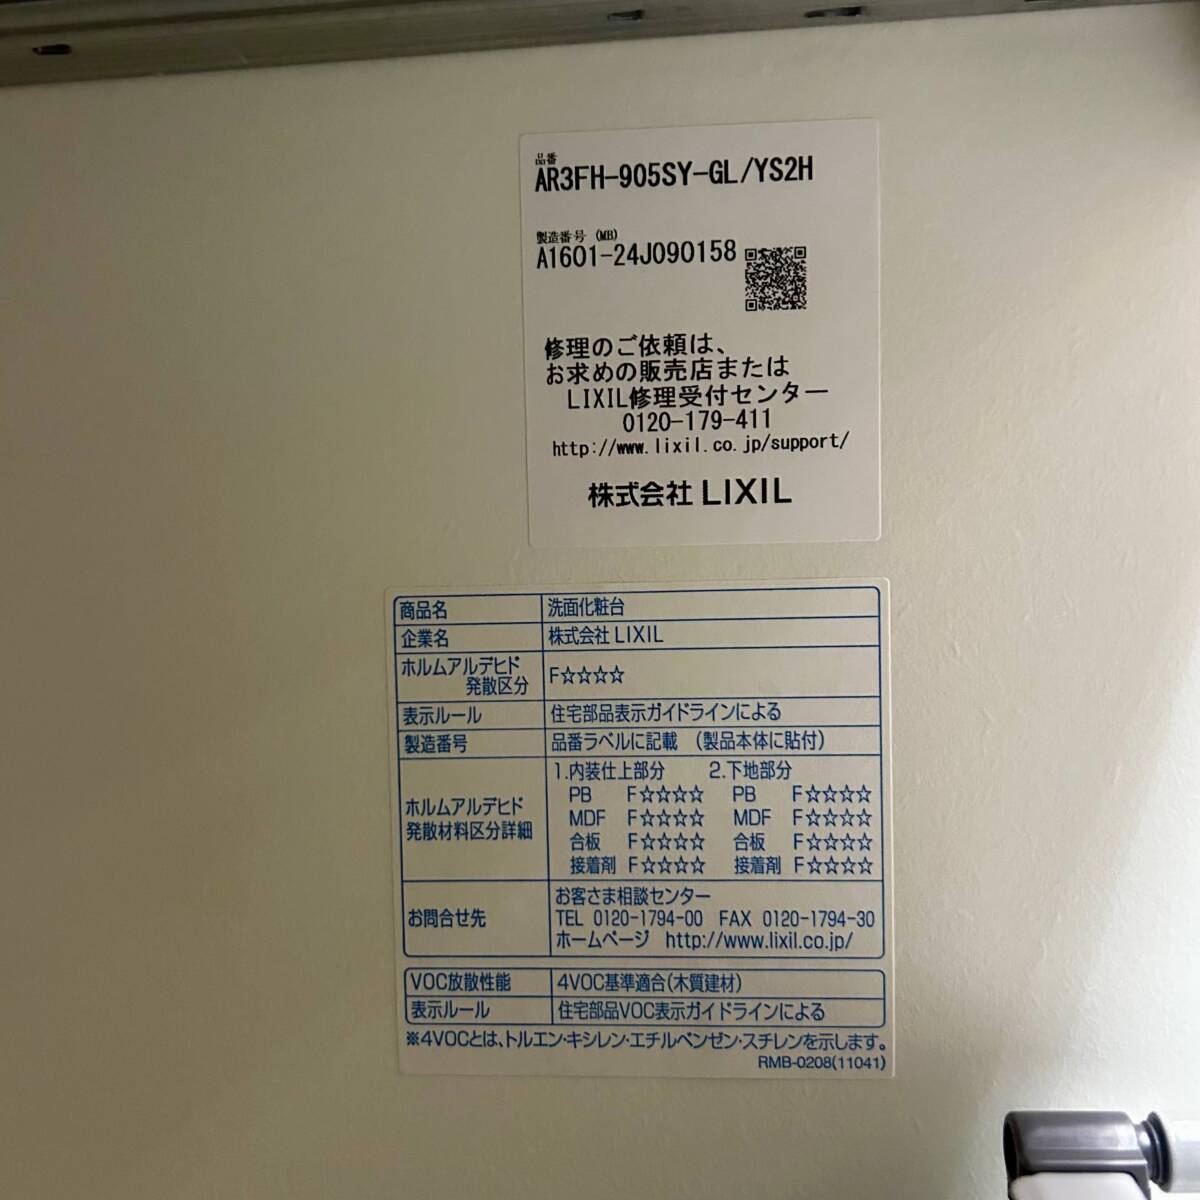 品番
AR3FH-905SY-GL/YS2H
製造番号 (MB)
A1601-24J090158
修理のご依頼は、
お求めの販売店または
LIXIL修理受付センター
0120-179-411
http://www.lixil.co.jp/support/
株式会社 LIXIL
商品名 洗面化粧台
企業名 株式会社 LIXIL
ホルムアルデヒド
発散区分 F☆☆☆☆
表示ルール 住宅部品表示ガイドラインによる
製造番号 品番ラベルに記載 (製品本体に貼付)
ホルムアルデヒド
発散材料区分詳細
1.内装仕上部分 2.下地部分
PB F☆☆☆☆ PB F☆☆☆☆
MDF F☆☆☆☆ MDF F☆☆☆☆
合板 F☆☆☆☆ 合板 F☆☆☆☆
接着剤 F☆☆☆☆ 接着剤 F☆☆☆☆
お問合せ先
お客さま相談センター
TEL 0120-1794-00 FAX 0120-1794-30
ホームページ http://www.lixil.co.jp/
VOC放散性能 4VOC基準適合(木質建材)
表示ルール 住宅部品VOC表示ガイドラインによる
※4VOCとは、トルエン・キシレン・エチルベンゼン・スチレンを示します。
RMB-0208(11041)